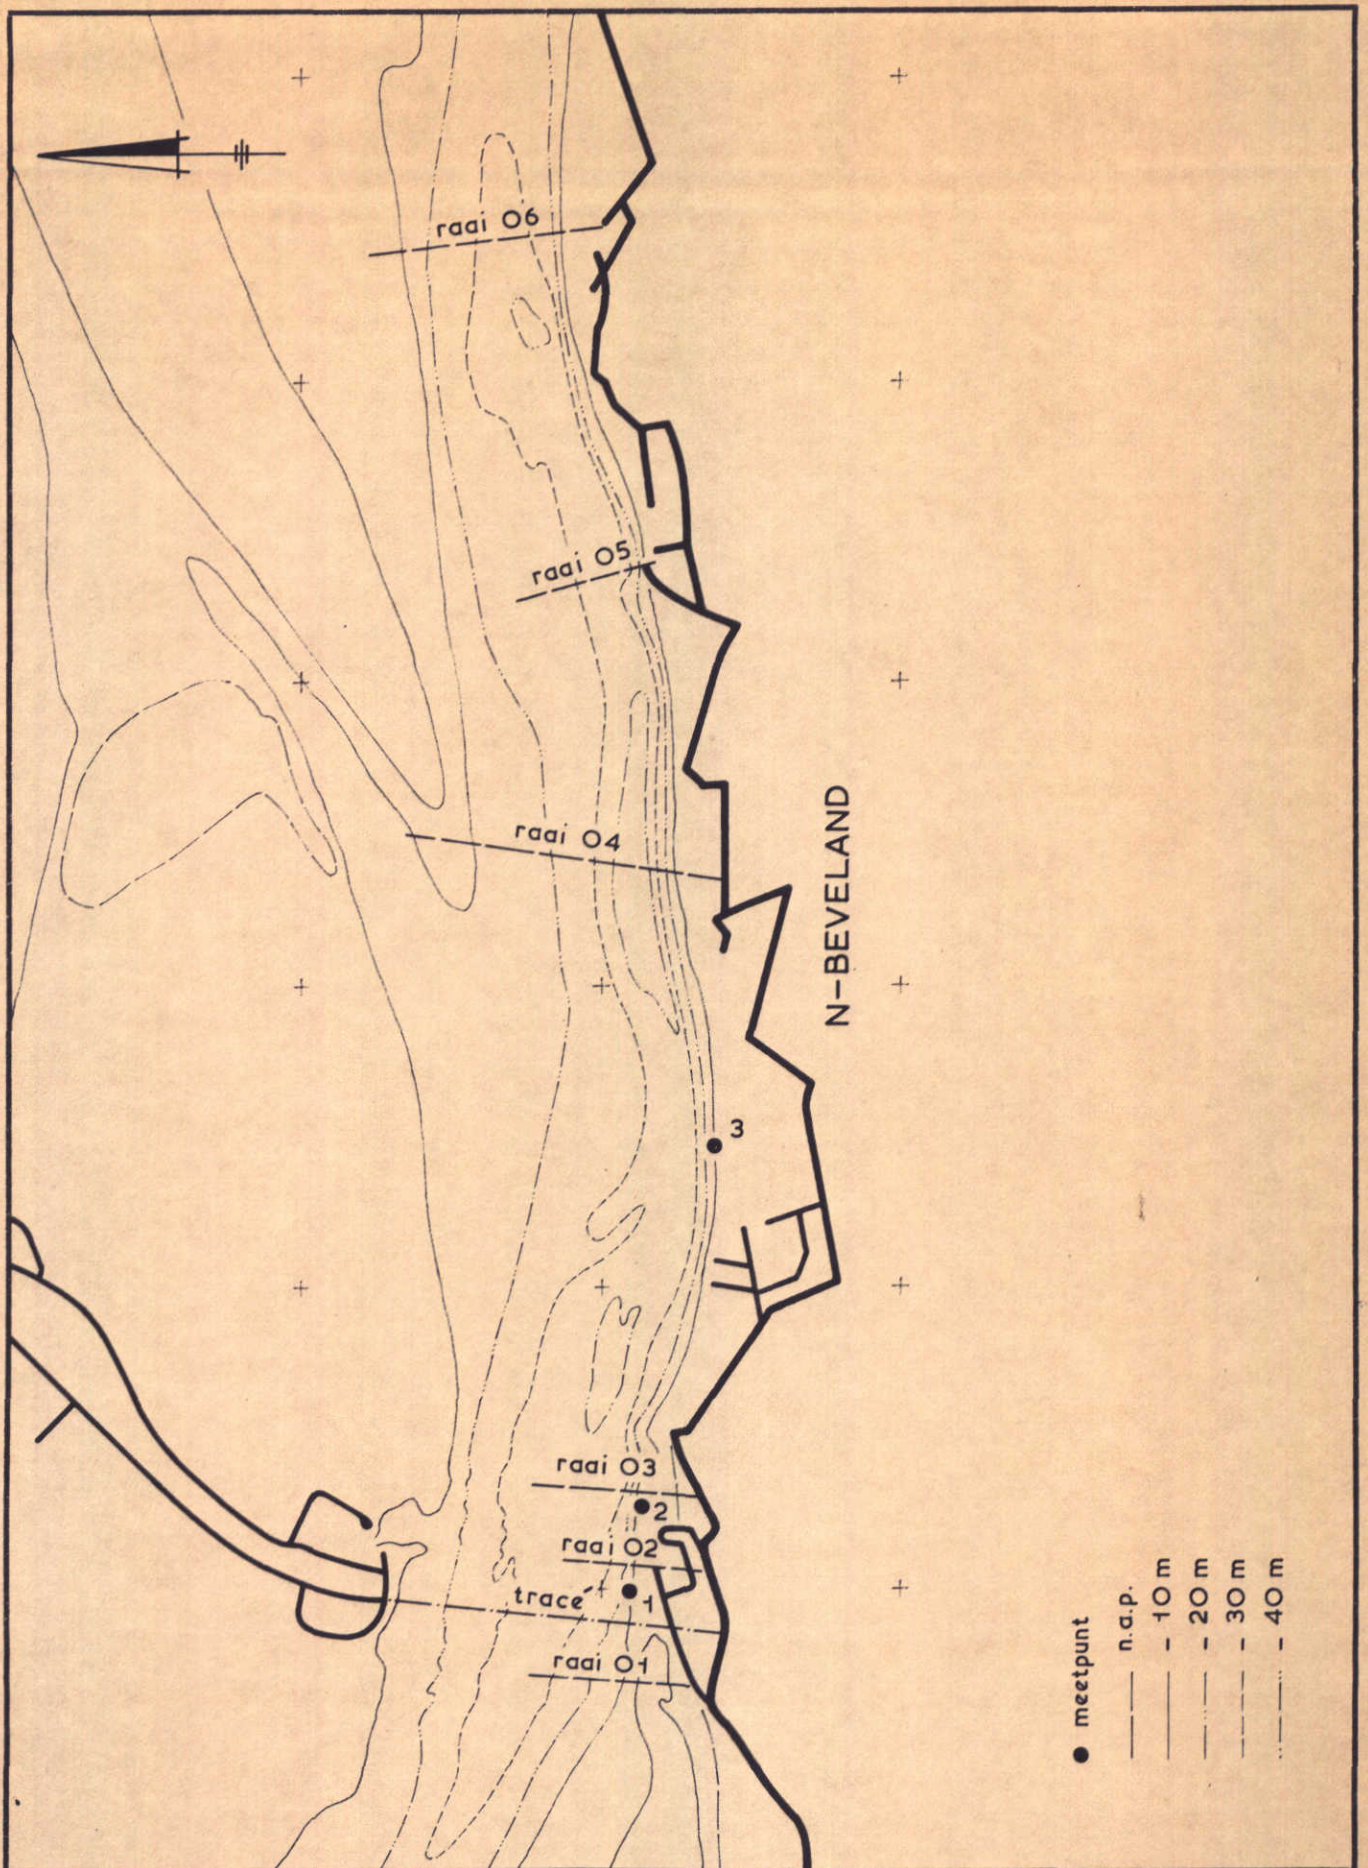 raai O6
raai O5
raai O4
N-BEVELAND
3
raai O3
2
raai O2
tracé
1
raai O1
meetpunt
n.a.p.
- 10 m
- 20 m
- 30 m
- 40 m